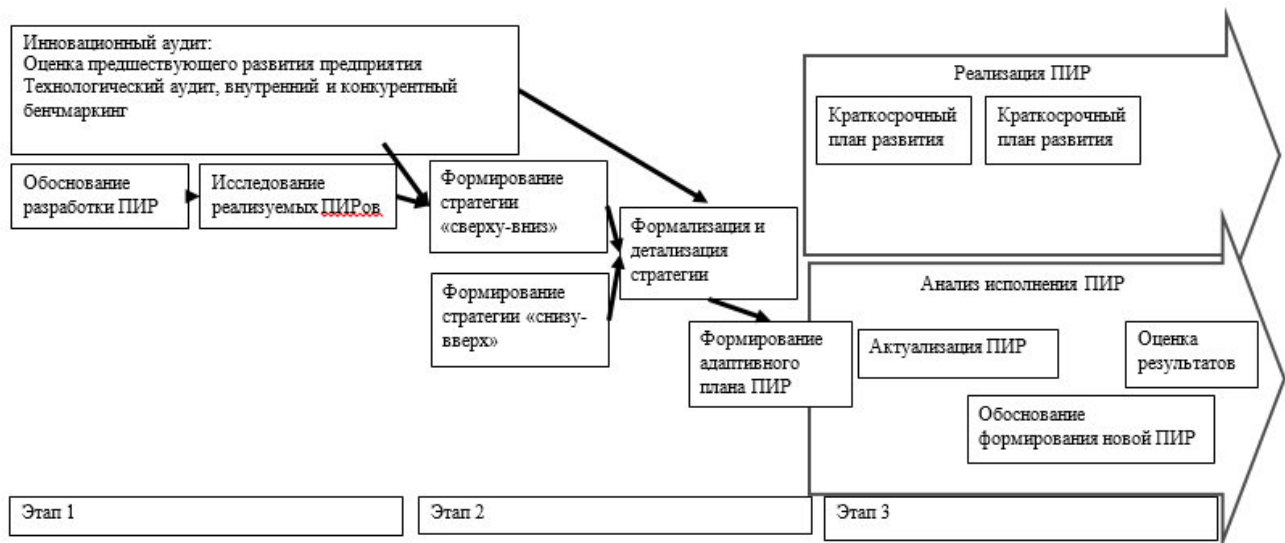 Инновационный аудит:
Оценка предшествующего развития предприятия
Технологический аудит, внутренний и конкурентный
бенчмаркинг
Обоснование
разработки ПИР
Исследование
реализуемых ПИРов
Формирование
стратегии
«сверху-вниз»
Формирование
стратегии «снизу-
вверх»
Формализация и
детализация
стратегии
Формирование
адаптивного
плана ПИР
Реализация ПИР
Краткосрочный
план развития
Краткосрочный
план развития
Анализ исполнения ПИР
Актуализация ПИР
Оценка
результатов
Обоснование
формирования новой ПИР
Этап 1
Этап 2
Этап 3